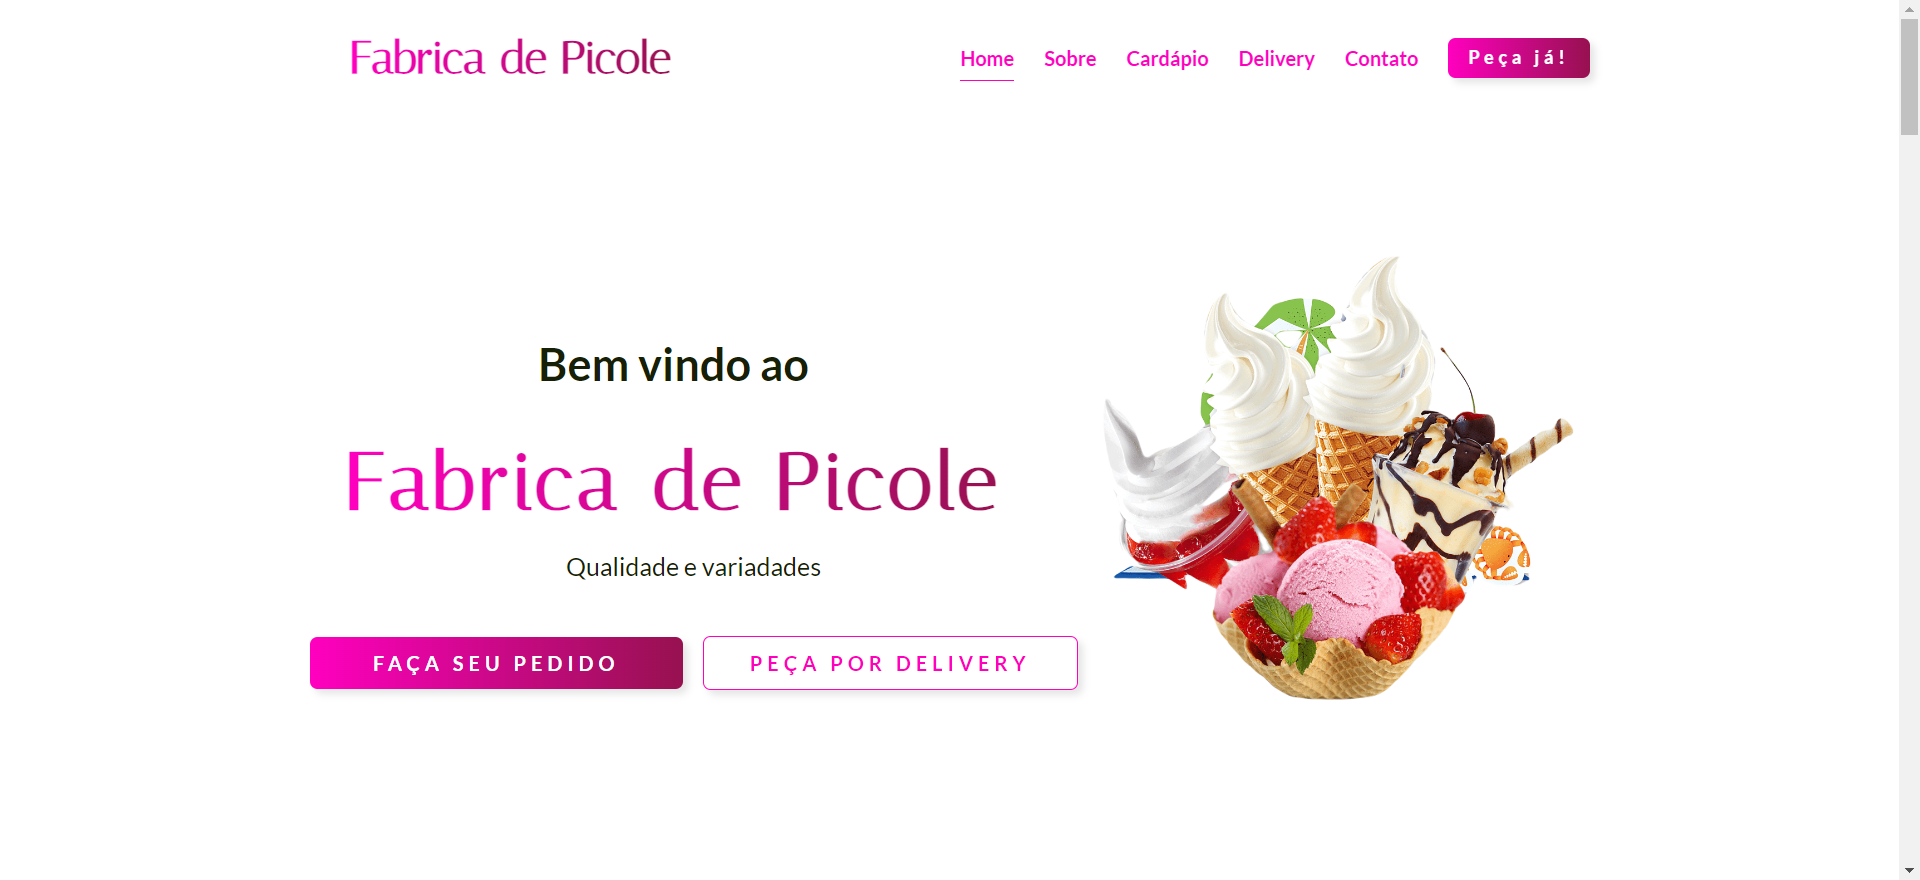 Fabrica de Picole
Home Sobre Cardápio Delivery Contato Peça já!
Bem vindo ao
Fabrica de Picole
Qualidade e variadades
FAÇA SEU PEDIDO PEÇA POR DELIVERY